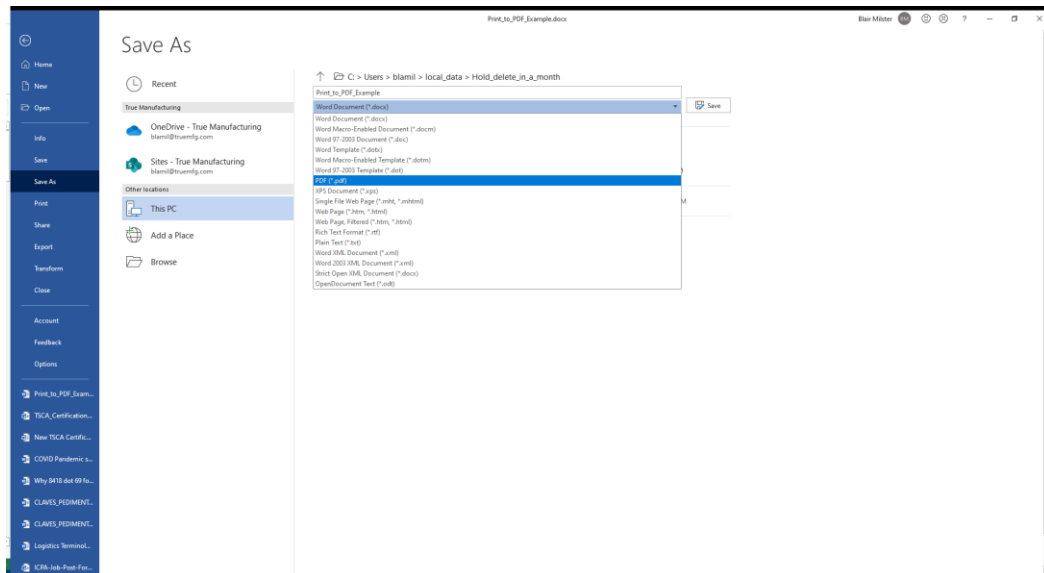 Print_to_PDF_Example.docx
Blair Milster
?
Home
New
Open
Info
Save
Save As
Print
Share
Export
Transform
Close
Account
Feedback
Options
Print_to_PDF_Exam...
TSCA_Certification...
New TSCA Certific...
COVID Pandemic s...
Why 8418 dot 69 fo...
CLAVES_PEDIMENT...
CLAVES_PEDIMENT...
Logistics Terminol...
ICPA-Job-Post-For...
Save As
Recent
True Manufacturing
OneDrive - True Manufacturing
blamil@truemfg.com
Sites - True Manufacturing
blamil@truemfg.com
Other locations
This PC
Add a Place
Browse
C: > Users > blamil > local_data > Hold_delete_in_a_month
Print_to_PDF_Example
Word Document (*.docx)
Save
Word Document (*.docx)
Word Macro-Enabled Document (*.docm)
Word 97-2003 Document (*.doc)
Word Template (*.dotx)
Word Macro-Enabled Template (*.dotm)
Word 97-2003 Template (*.dot)
PDF (*.pdf)
XPS Document (*.xps)
Single File Web Page (*.mht, *.mhtml)
Web Page (*.htm, *.html)
Web Page, Filtered (*.htm, *.html)
Rich Text Format (*.rtf)
Plain Text (*.txt)
Word XML Document (*.xml)
Word 2003 XML Document (*.xml)
Strict Open XML Document (*.docx)
OpenDocument Text (*.odt)
M